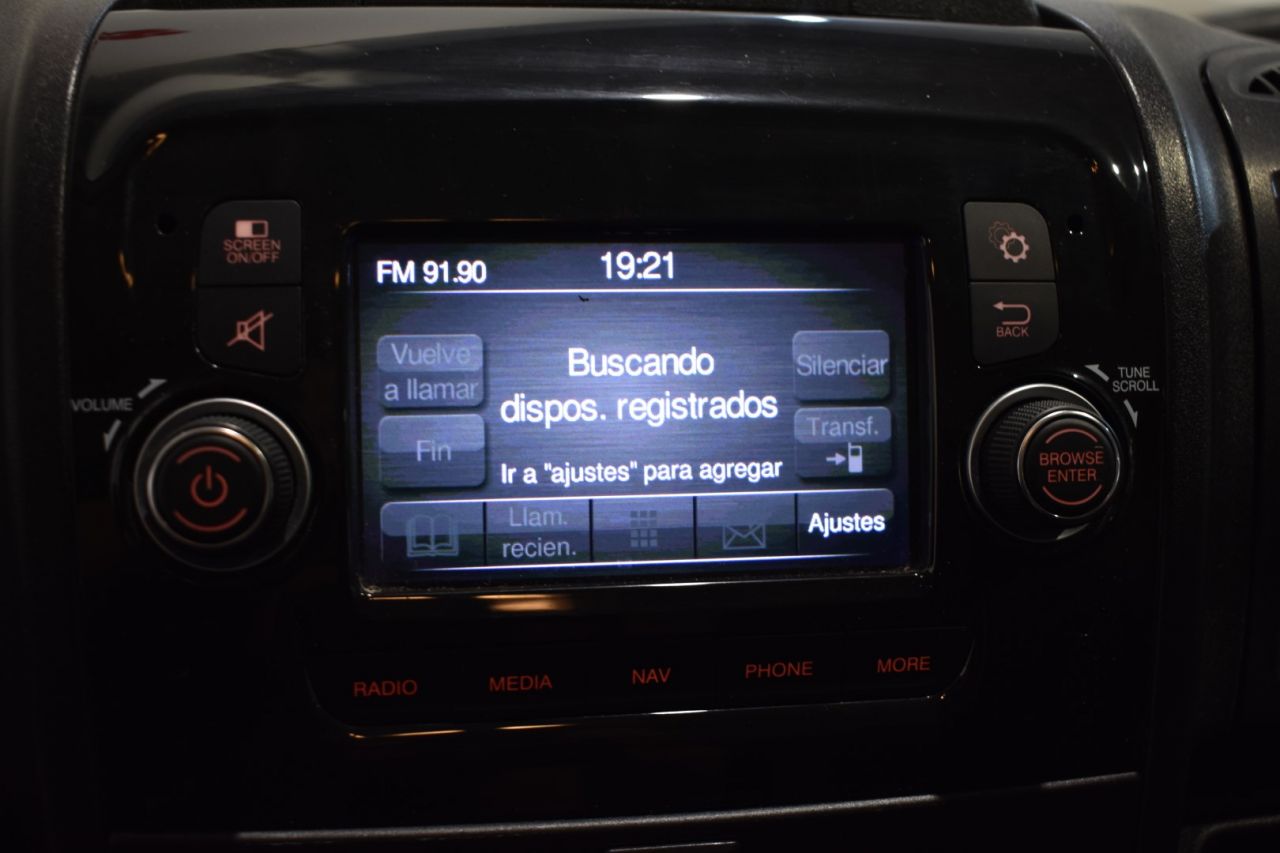 SCREEN
ON/OFF
VOLUME
FM 91.90
19:21
Vuelve
a llamar
Fin
Buscando
dispos. registrados
Ir a "ajustes" para agregar
Silenciar
Transf.
Llam.
recien.
Ajustes
BACK
TUNE
SCROLL
BROWSE
ENTER
RADIO
MEDIA
NAV
PHONE
MORE